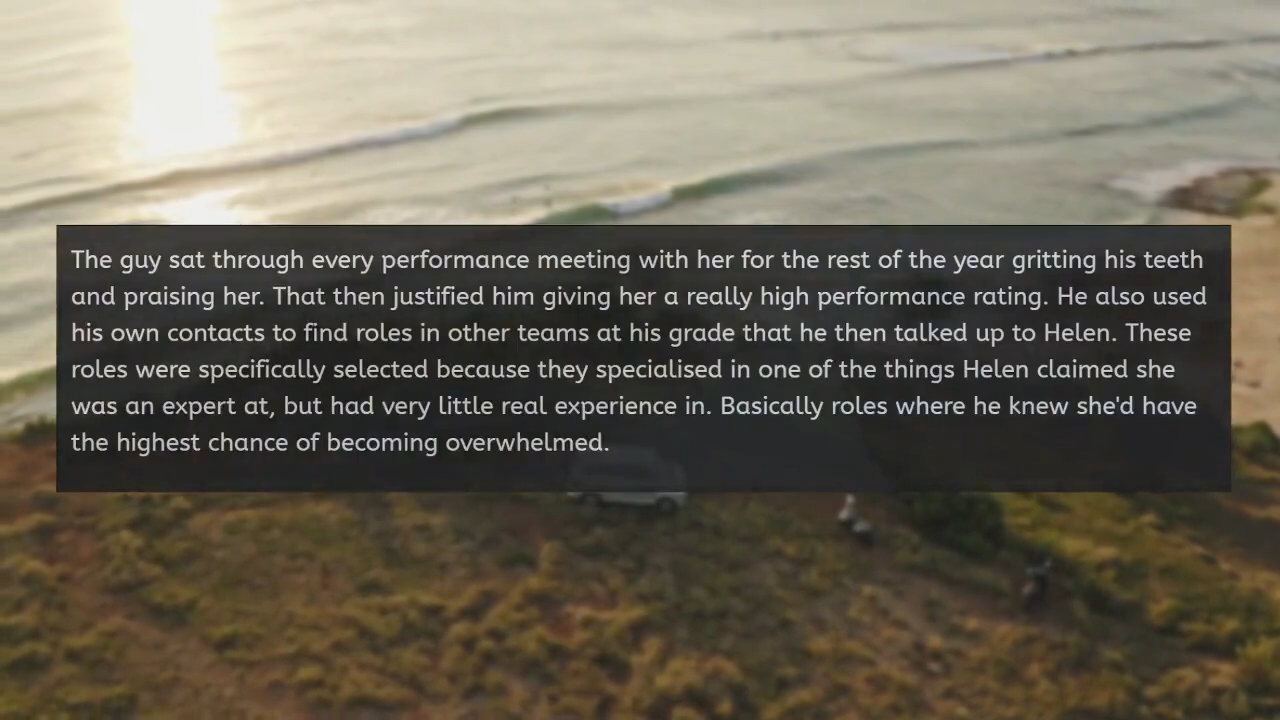 The guy sat through every performance meeting with her for the rest of the year gritting his teeth
and praising her. That then justified him giving her a really high performance rating. He also used
his own contacts to find roles in other teams at his grade that he then talked up to Helen. These
roles were specifically selected because they specialised in one of the things Helen claimed she
was an expert at, but had very little real experience in. Basically roles where he knew she'd have
the highest chance of becoming overwhelmed.